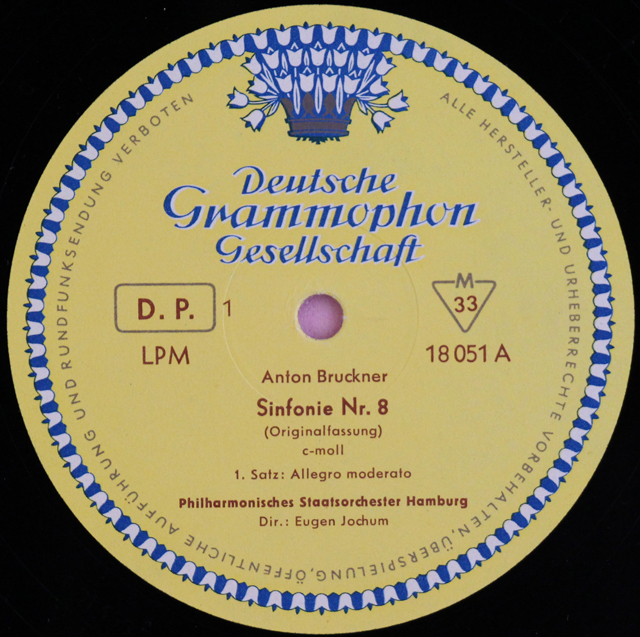 ALLE HERSTELLER- UND URHEBERRECHTE VORBEHALTEN, ÜBERSPIELUNG, ÖFFENTLICHE AUFFÜHRUNG UND RUNDFUNKSENDUNG VERBOTEN
Deutsche
Grammophon
Gesellschaft
D. P. 1
M
33
LPM
18 051 A
Anton Bruckner
Sinfonie Nr. 8
(Originalfassung)
c-moll
1. Satz: Allegro moderato
Philharmonisches Staatsorchester Hamburg
Dir.: Eugen Jochum